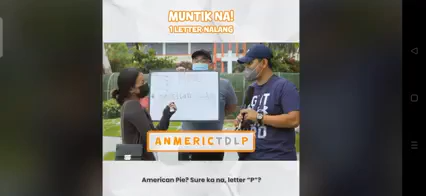 MUNTIK NA!
1 LETTER NALANG
ANMERICTDLP
American Pie? Sure ka na, letter "P"?